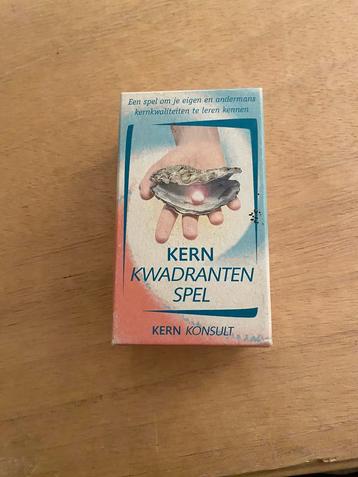 Een spel om je eigen en andermans
kernkwaliteiten te leren kennen
KERN
KWADRANTEN
SPEL
KERN KONSULT